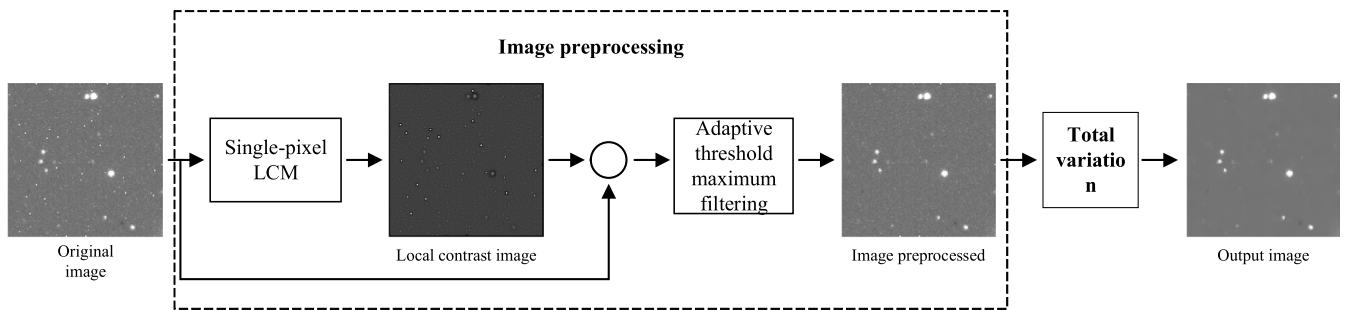 Image preprocessing
Original
image
Single-pixel
LCM
Local contrast image
Adaptive
threshold
maximum
filtering
Image preprocessed
Total
variatio
n
Output image